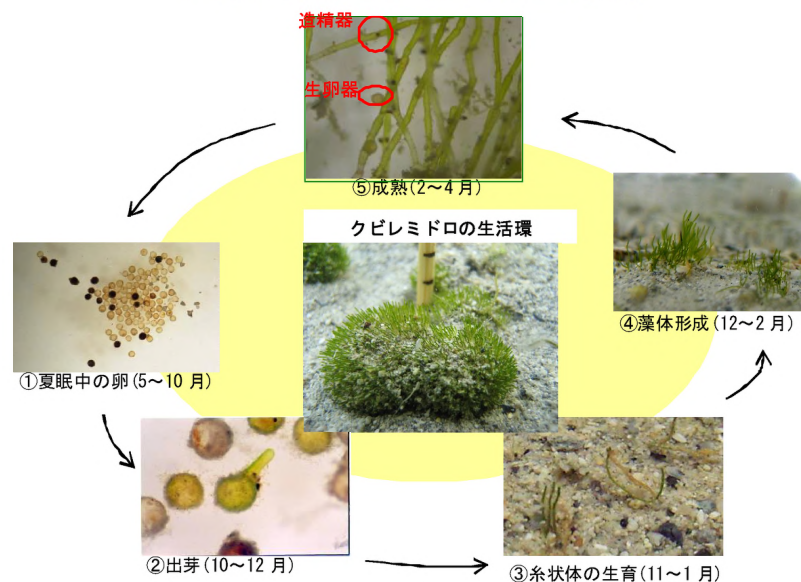 造精器
生卵器
⑤成熟(2～4月)
クビレミドロの生活環
④藻体形成(12～2月)
①夏眠中の卵(5～10月)
②出芽(10～12月)
③糸状体の生育(11～1月)